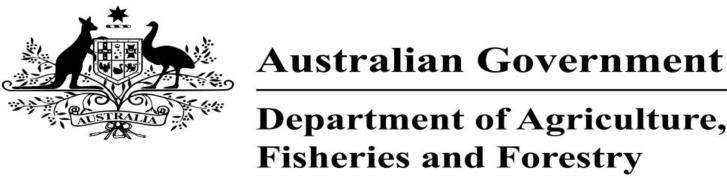 AUSTRALIA
Australian Government
Department of Agriculture,
Fisheries and Forestry